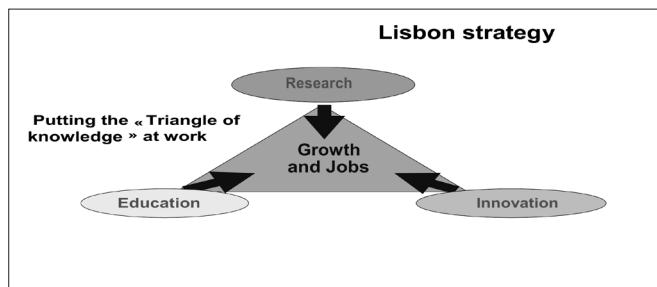 Lisbon strategy
Research
Putting the « Triangle of
knowledge » at work
Growth
and Jobs
Education
Innovation